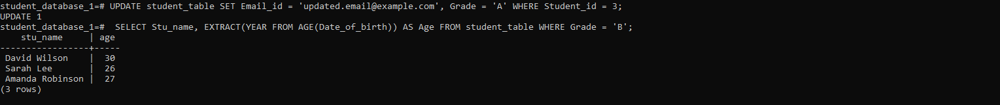 student_database_1=# UPDATE student_table SET Email_id = 'updated.email@example.com', Grade = 'A' WHERE Student_id = 3;
UPDATE 1
student_database_1=#  SELECT Stu_name, EXTRACT(YEAR FROM AGE(Date_of_birth)) AS Age FROM student_table WHERE Grade = 'B';
    stu_name     | age
-----------------+-----
 David Wilson    |  30
 Sarah Lee       |  26
 Amanda Robinson |  27
(3 rows)